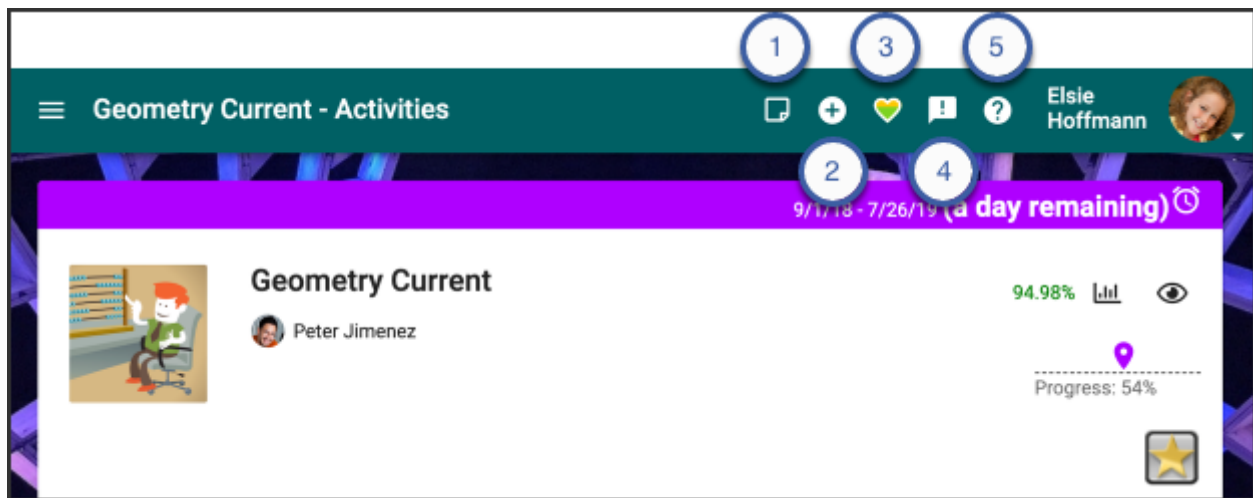 1
3
5
Geometry Current - Activities
Elsie
Hoffmann
2
4
9/1/18 - 7/26/19 (a day remaining)
Geometry Current
94.98%
Peter Jimenez
Progress: 54%